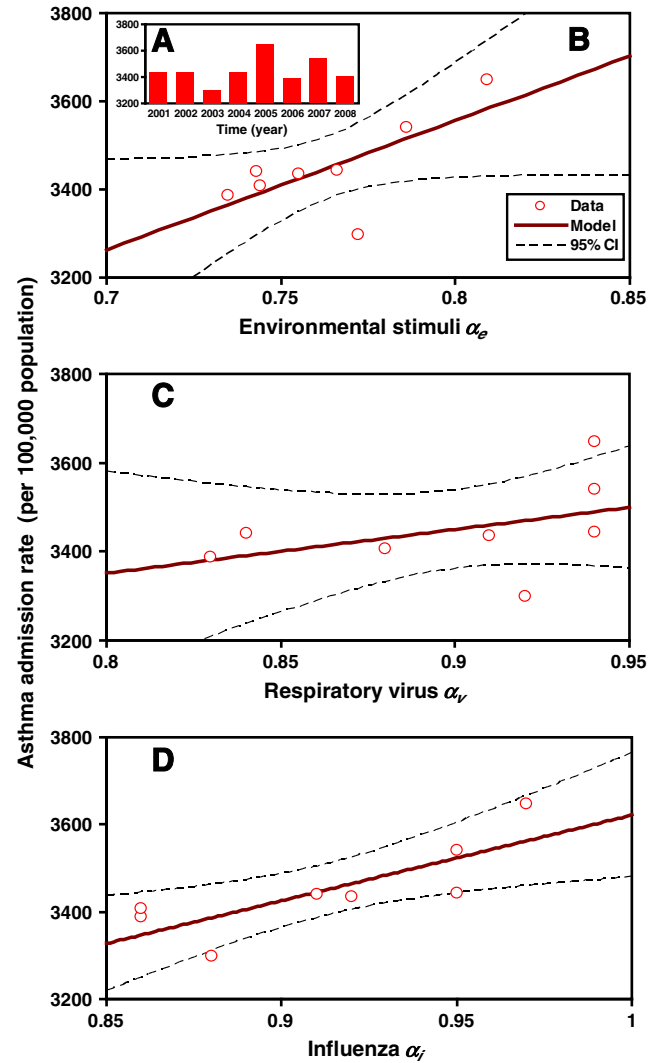 Asthma admission rate (per 100,000 population)
A
3800
3600
3400
3200
2001 2002 2003 2004 2005 2006 2007 2008
Time (year)
B
3800
3600
3400
3200
Data
Model
95% CI
0.7 0.75 0.8 0.85
Environmental stimuli αe
C
3800
3600
3400
3200
0.8 0.85 0.9 0.95
Respiratory virus αv
D
3800
3600
3400
3200
0.85 0.9 0.95 1
Influenza αi